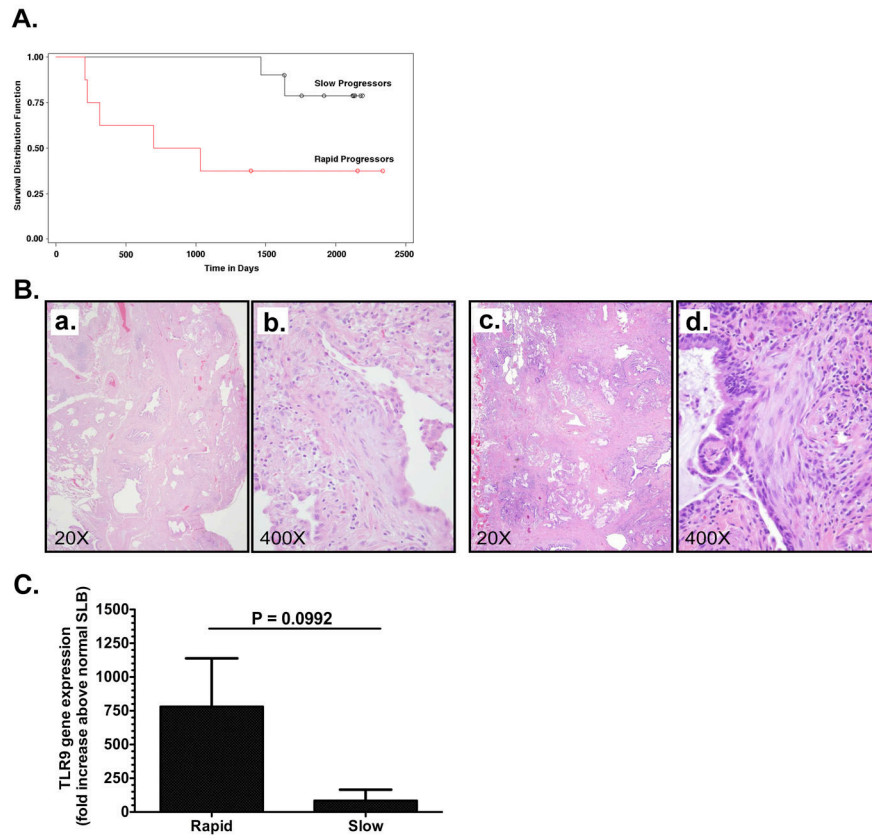 A.
1.00
0.75
0.50
0.25
0.00
Survival Distribution Function
Slow Progressors
Rapid Progressors
0 500 1000 1500 2000 2500
Time in Days
B.
a. b. c. d.
20X 400X 20X 400X
C.
TLR9 gene expression
(fold increase above normal SLB)
1500
1250
1000
750
500
250
0
P = 0.0992
Rapid Slow